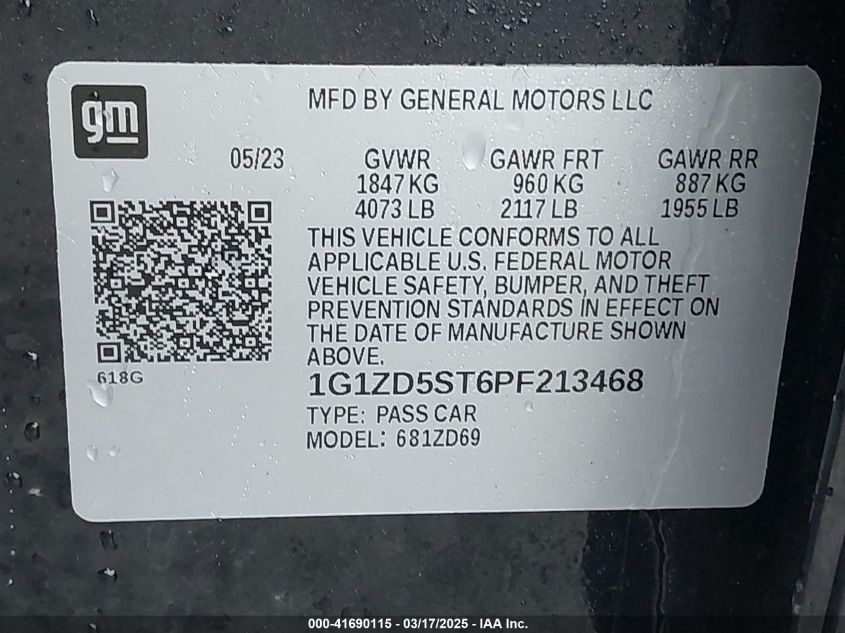 gm
MFD BY GENERAL MOTORS LLC
05/23
GVWR GAWR FRT GAWR RR
1847 KG 960 KG 887 KG
4073 LB 2117 LB 1955 LB
THIS VEHICLE CONFORMS TO ALL
APPLICABLE U.S. FEDERAL MOTOR
VEHICLE SAFETY, BUMPER, AND THEFT
PREVENTION STANDARDS IN EFFECT ON
THE DATE OF MANUFACTURE SHOWN
ABOVE.
618G
1G1ZD5ST6PF213468
TYPE: PASS CAR
MODEL: 681ZD69
000-41690115 - 03/17/2025 - IAA Inc.